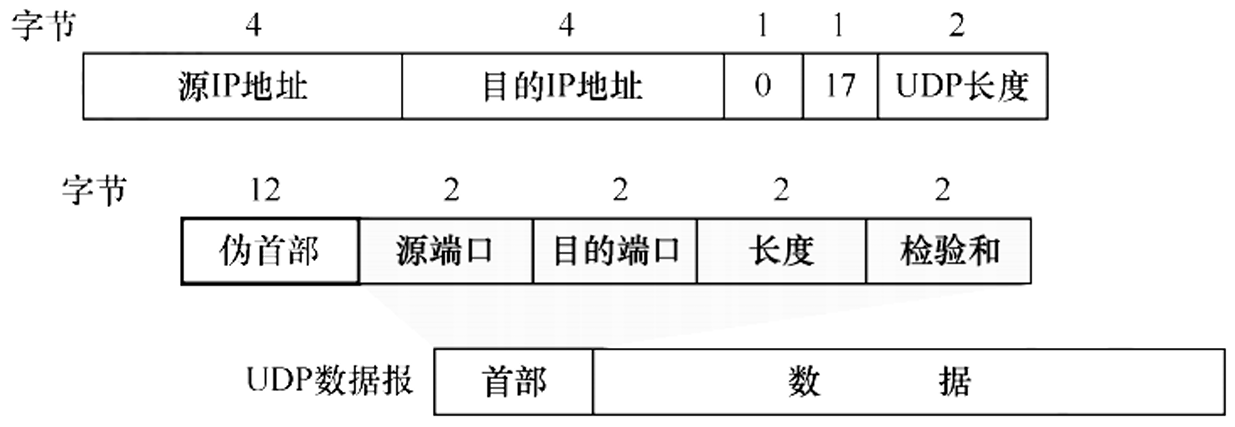 字节 4 4 1 1 2
源IP地址 目的IP地址 0 17 UDP长度
字节 12 2 2 2 2
伪首部 源端口 目的端口 长度 检验和
UDP数据报 首部 数 据